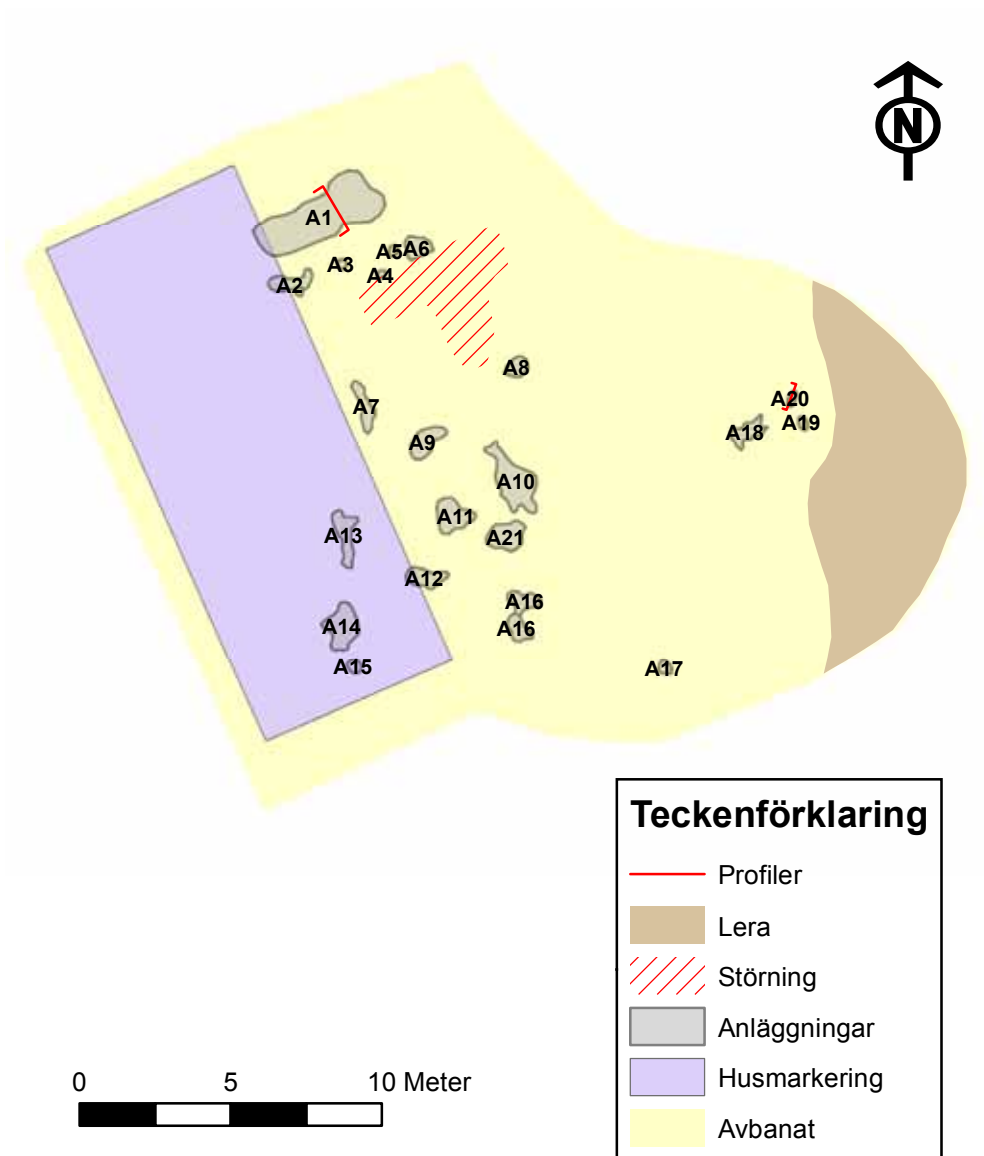 N
A1
A5
A6
A3
A4
A2
A8
A7
A20
A19
A18
A9
A10
A11
A13
A21
A12
A16
A14
A16
A15
A17
Teckenförklaring
Profiler
Lera
Störning
Anläggningar
Husmarkering
Avbanat
0 5 10 Meter